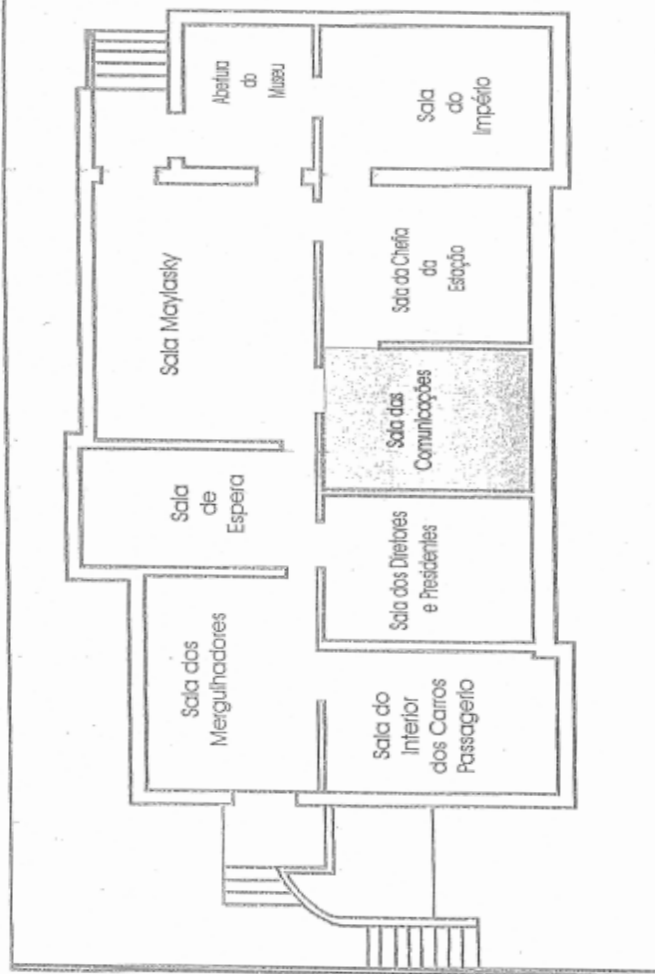 Sala dos
Mergulhadores
Sala
de
Espera
Sala Maylasky
Abertura
do
Museu
Sala do
Interior
dos Carros
Passagerio
Sala dos Diretores
e Presidentes
Sala das
Comunicações
Sala da Chefia
da
Estação
Sala
do
Império